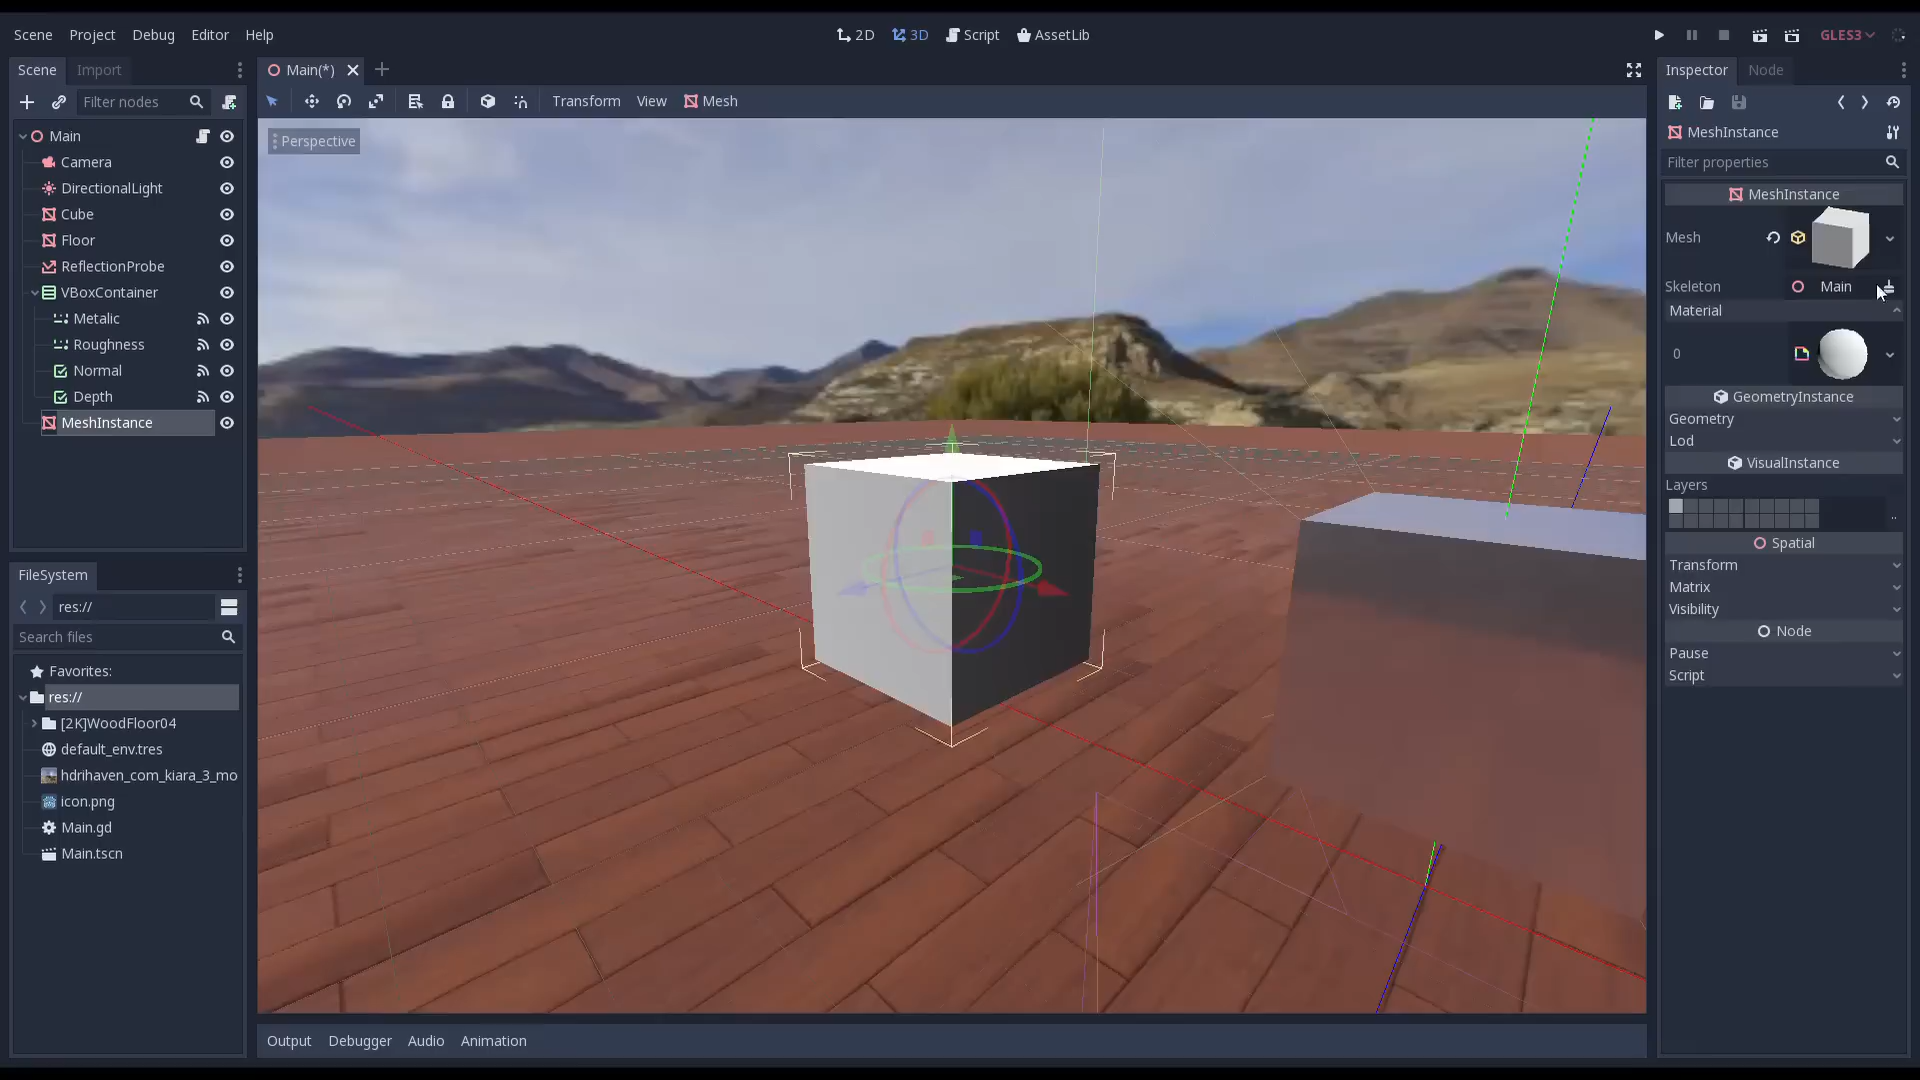 Scene Project Debug Editor Help
2D 3D Script AssetLib
GLES3
Scene Import
Main(*)
Inspector Node
Filter nodes
Transform View Mesh
Main
Camera
DirectionalLight
Cube
Floor
ReflectionProbe
VBoxContainer
Metalic
Roughness
Normal
Depth
MeshInstance
FileSystem
res://
Search files
Favorites:
res://
[2K]WoodFloor04
default_env.tres
hdrihaven_com_kiara_3_mo
icon.png
Main.gd
Main.tscn
Perspective
Output Debugger Audio Animation
MeshInstance
Filter properties
MeshInstance
Mesh
Skeleton Main
Material
0
GeometryInstance
Geometry
Lod
VisualInstance
Layers
..
Spatial
Transform
Matrix
Visibility
Node
Pause
Script